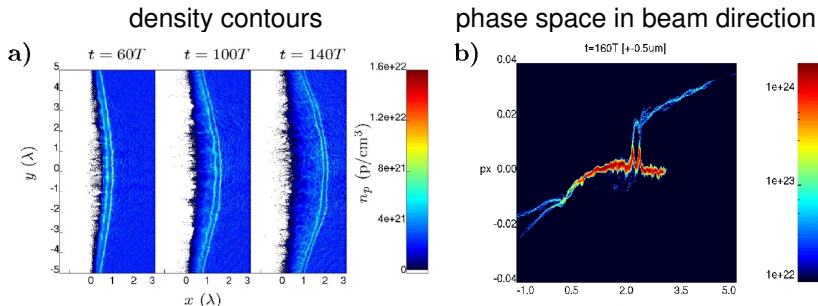 density contours
phase space in beam direction
a)
t = 60T
t = 100T
t = 140T
5
4
3
2
1
0
-1
-2
-3
-4
-5
y (λ)
0 1 2 3
0 1 2 3
0 1 2 3
x (λ)
1.6e+22
1.2e+22
8e+21
4e+21
0
n_p (p/cm³)
b)
t=160T [+-0.5um]
0.04
0.02
px 0.00
-0.02
-0.04
-1.0 0.5 2.0 3.5 5.0
1e+24
1e+23
1e+22